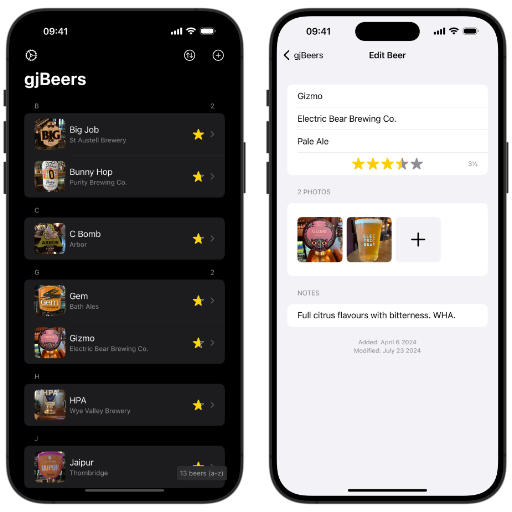 09:41
gjBeers
B 2
Big Job
St Austell Brewery
Bunny Hop
Purity Brewing Co.
C
C Bomb
Arbor
G 2
Gem
Bath Ales
Gizmo
Electric Bear Brewing Co.
H
HPA
Wye Valley Brewery
J
Jaipur
Thornbridge
13 beers (a-z)
09:41
gjBeers
Edit Beer
Gizmo
Electric Bear Brewing Co.
Pale Ale
3½
2 PHOTOS
NOTES
Full citrus flavours with bitterness. WHA.
Added: April 6 2024
Modified: July 23 2024